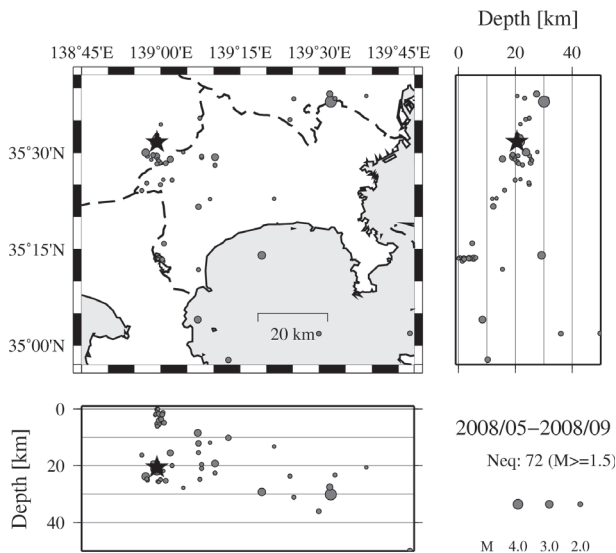 Depth [km]
138°45'E 139°00'E 139°15'E 139°30'E 139°45'E
0 20 40
35°30'N
35°15'N
35°00'N
20 km
0
20
40
Depth [km]
2008/05−2008/09
Neq: 72 (M>=1.5)
M 4.0 3.0 2.0